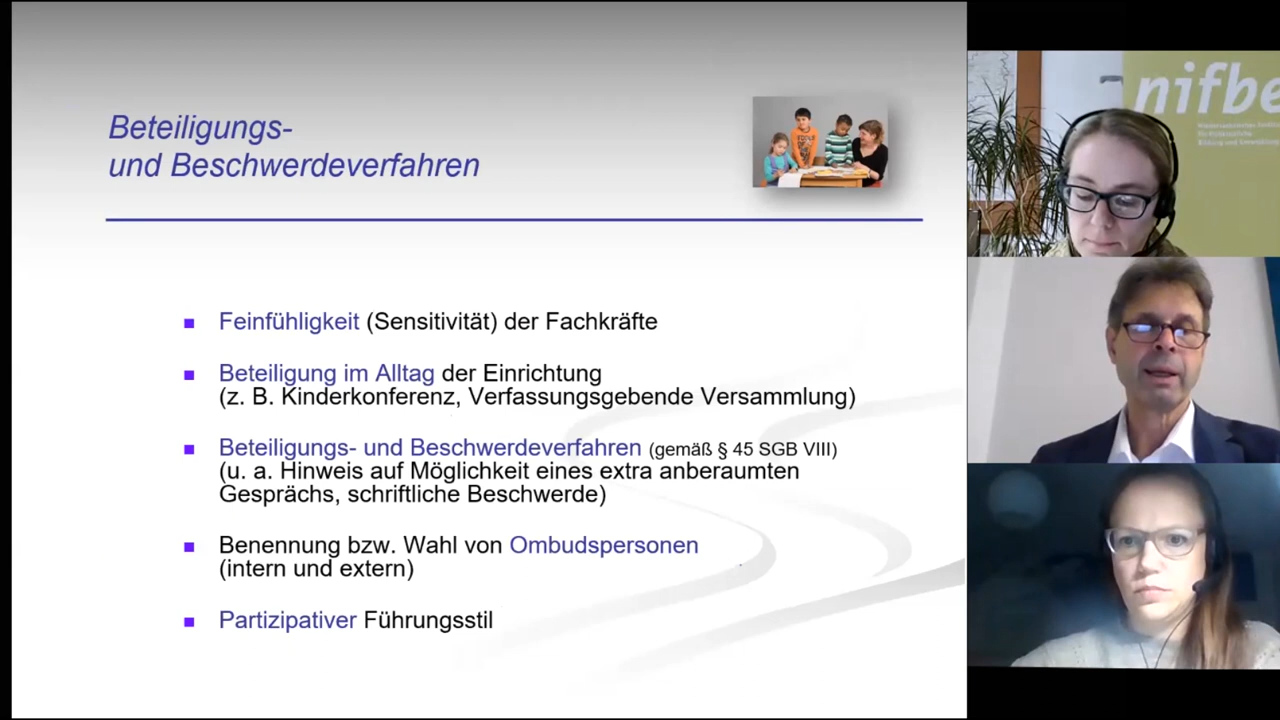 Beteiligungs-
und Beschwerdeverfahren
Feinfühligkeit (Sensitivität) der Fachkräfte
Beteiligung im Alltag der Einrichtung
(z. B. Kinderkonferenz, Verfassungsgebende Versammlung)
Beteiligungs- und Beschwerdeverfahren (gemäß § 45 SGB VIII)
(u. a. Hinweis auf Möglichkeit eines extra anberaumten
Gesprächs, schriftliche Beschwerde)
Benennung bzw. Wahl von Ombudspersonen
(intern und extern)
Partizipativer Führungsstil
nifbe